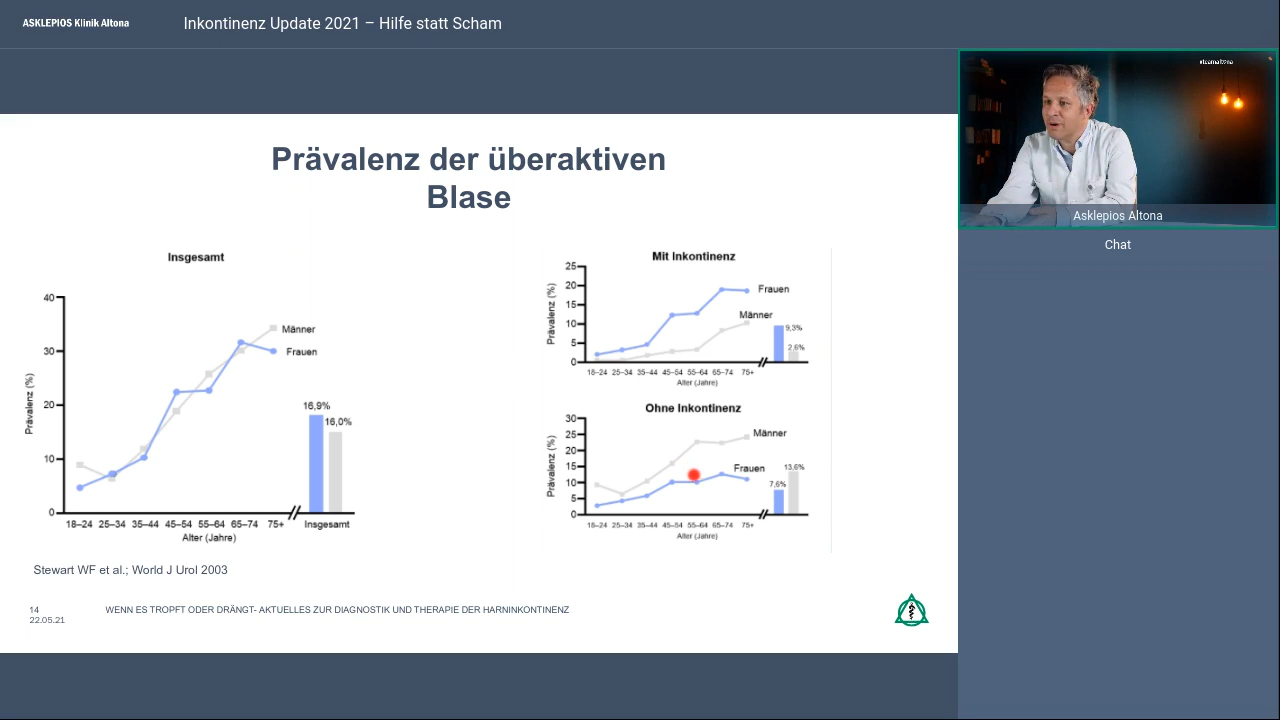 ASKLEPIOS Klinik Altona
Inkontinenz Update 2021 – Hilfe statt Scham
#teamaltona
Asklepios Altona
Chat
Prävalenz der überaktiven
Blase
Insgesamt
Prävalenz (%)
40
30
20
10
0
Männer
Frauen
16,9%
16,0%
18–24 25–34 35–44 45–54 55–64 65–74 75+ Insgesamt
Alter (Jahre)
Mit Inkontinenz
Prävalenz (%)
25
20
15
10
5
0
Frauen
Männer
9,3%
2,6%
18–24 25–34 35–44 45–54 55–64 65–74 75+
Alter (Jahre)
Ohne Inkontinenz
Prävalenz (%)
30
25
20
15
10
5
0
Männer
Frauen
13,6%
7,6%
18–24 25–34 35–44 45–54 55–64 65–74 75+
Alter (Jahre)
Stewart WF et al.; World J Urol 2003
14 WENN ES TROPFT ODER DRÄNGT- AKTUELLES ZUR DIAGNOSTIK UND THERAPIE DER HARNINKONTINENZ
22.05.21